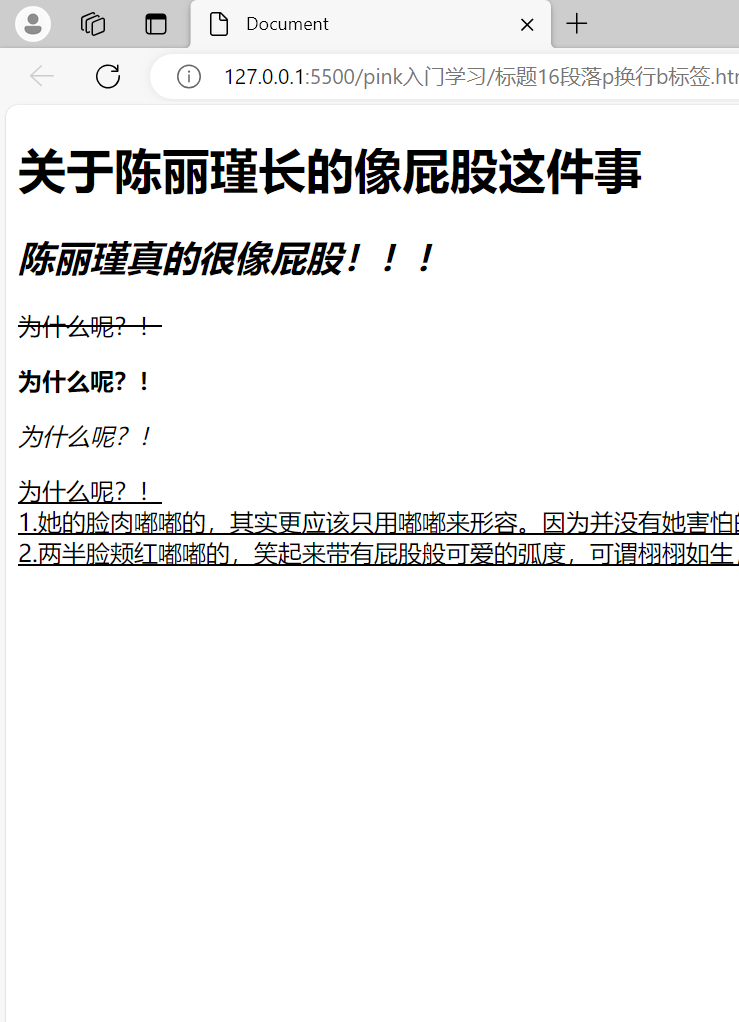 Document
127.0.0.1:5500/pink入门学习/标题16段落p换行b标签.htm
关于陈丽瑾长的像屁股这件事
陈丽瑾真的很像屁股！！！
为什么呢？！
为什么呢？！
为什么呢？！
为什么呢？！
1.她的脸肉嘟嘟的，其实更应该只用嘟嘟来形容。因为并没有她害怕的
2.两半脸颊红嘟嘟的，笑起来带有屁股般可爱的弧度，可谓栩栩如生，